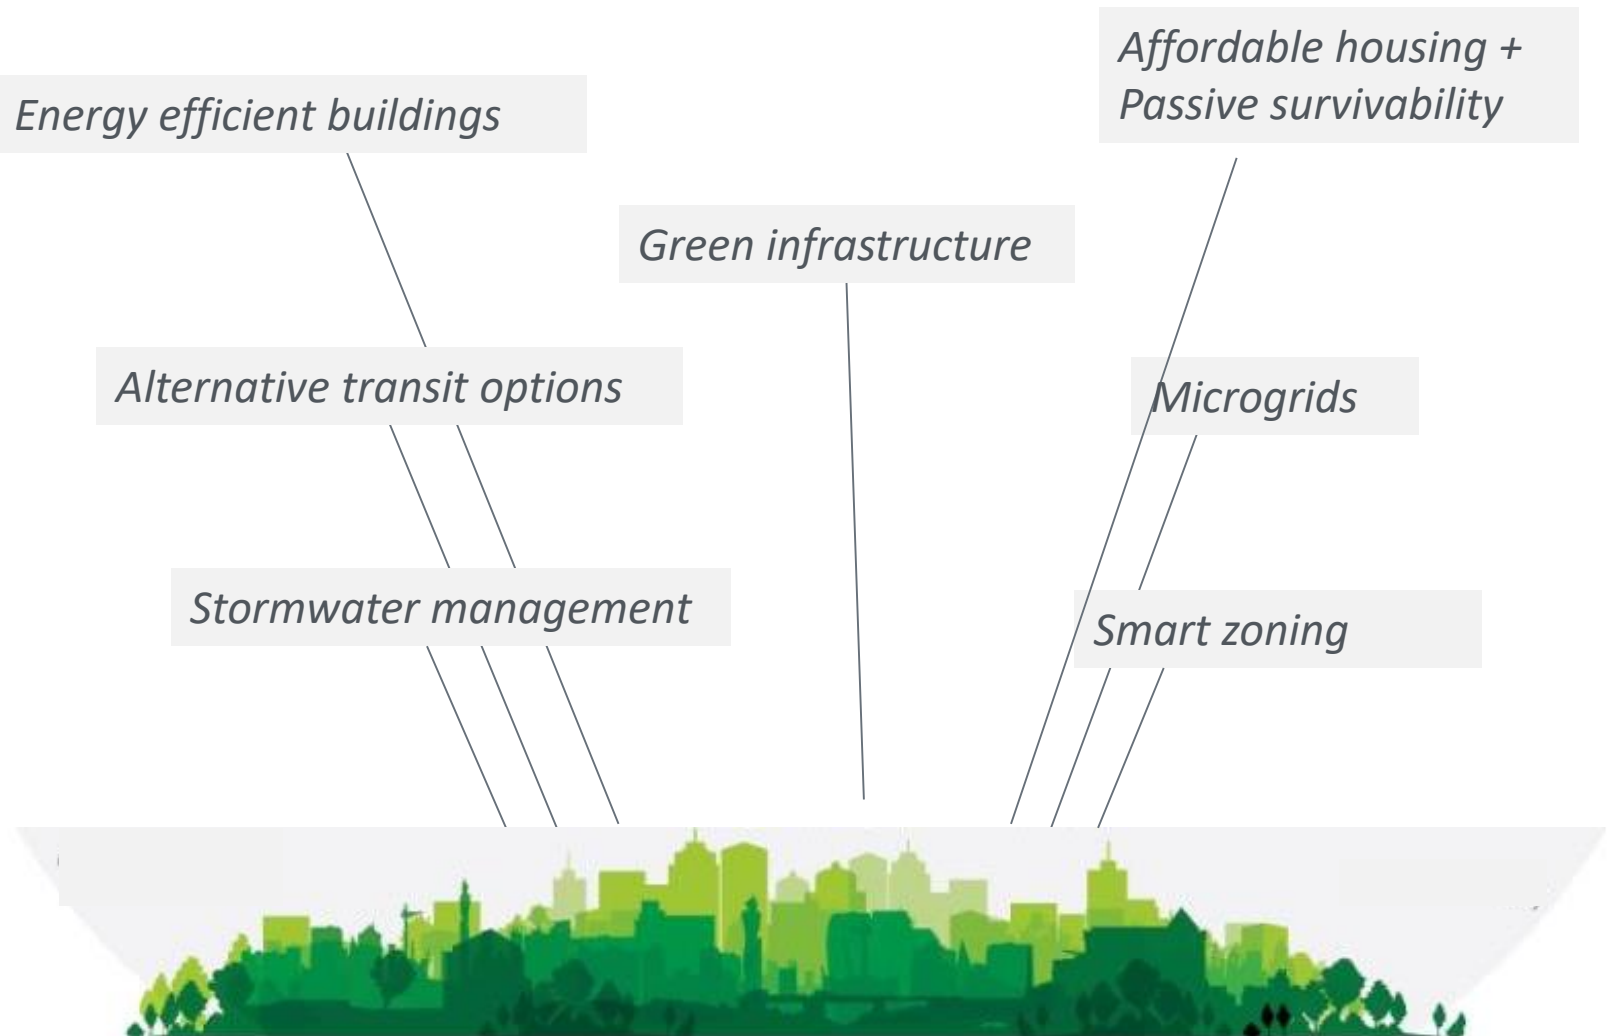 Affordable housing +
Passive survivability
Energy efficient buildings
Green infrastructure
Alternative transit options
Microgrids
Stormwater management
Smart zoning